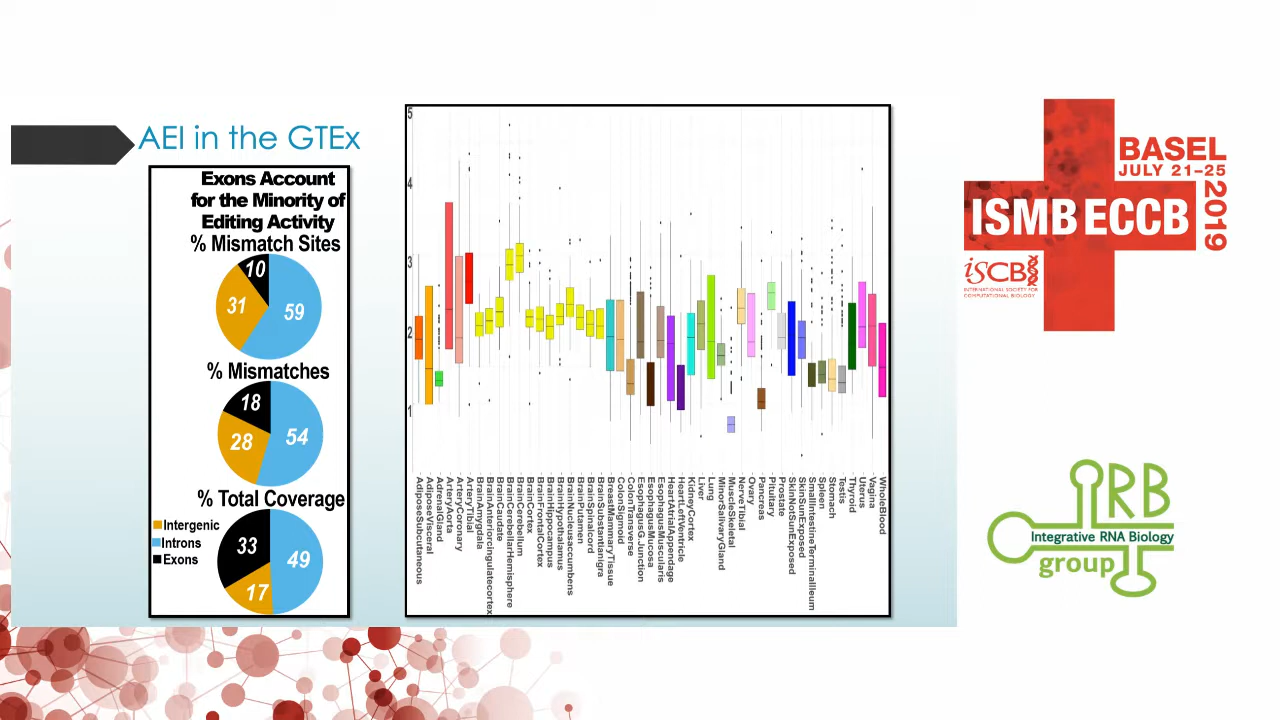 AEI in the GTEx
Exons Account
for the Minority of
Editing Activity
% Mismatch Sites
10
31
59
% Mismatches
18
28
54
% Total Coverage
Intergenic
Introns
Exons
33
49
17
5
4
3
2
1
AdiposeSubcutaneous
AdiposeVisceral
AdrenalGland
ArteryAorta
ArteryCoronary
ArteryTibial
BrainAmygdala
BrainAnteriorcingulatecortex
BrainCaudate
BrainCerebellarHemisphere
BrainCerebellum
BrainCortex
BrainFrontalCortex
BrainHippocampus
BrainHypothalamus
BrainNucleusaccumbens
BrainPutamen
BrainSpinalcord
BrainSubstantianigra
BreastMammaryTissue
ColonSigmoid
ColonTransverse
EsophagusG.Junction
EsophagusMucosa
EsophagusMuscularis
HeartAtrialAppendage
HeartLeftVentricle
KidneyCortex
Liver
Lung
MinorSalivaryGland
MuscleSkeletal
NerveTibial
Ovary
Pancreas
Pituitary
Prostate
SkinNotSunExposed
SkinSunExposed
SmallIntestineTerminalIleum
Spleen
Stomach
Testis
Thyroid
Uterus
Vagina
WholeBlood
BASEL
JULY 21–25
2019
ISMB ECCB
ISCB
INTERNATIONAL SOCIETY FOR
COMPUTATIONAL BIOLOGY
IRB
Integrative RNA Biology
group